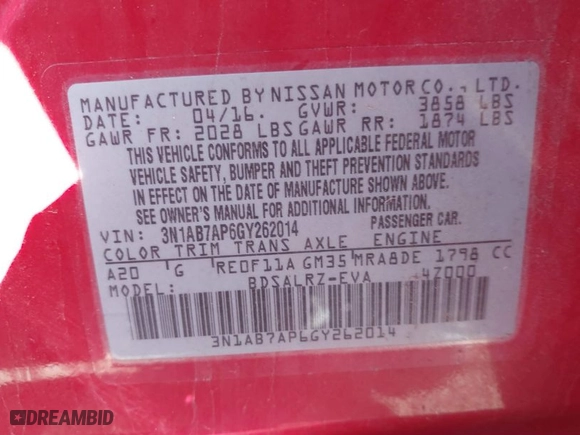 MANUFACTURED BY NISSAN MOTOR CO., LTD.
DATE: 04/16. GVWR: 3858 LBS
GAWR FR: 2028 LBS GAWR RR: 1874 LBS
THIS VEHICLE CONFORMS TO ALL APPLICABLE FEDERAL MOTOR
VEHICLE SAFETY, BUMPER AND THEFT PREVENTION STANDARDS
IN EFFECT ON THE DATE OF MANUFACTURE SHOWN ABOVE.
SEE OWNER'S MANUAL FOR ADDITIONAL INFORMATION.
VIN: 3N1AB7AP6GY262014 PASSENGER CAR.
COLOR TRIM TRANS AXLE ENGINE
A20 G RE0F11A GM35 MRA8DE 1798 CC
MODEL: BDSALRZ-EVA 4Z000
3N1AB7AP6GY262014
DREAMBID